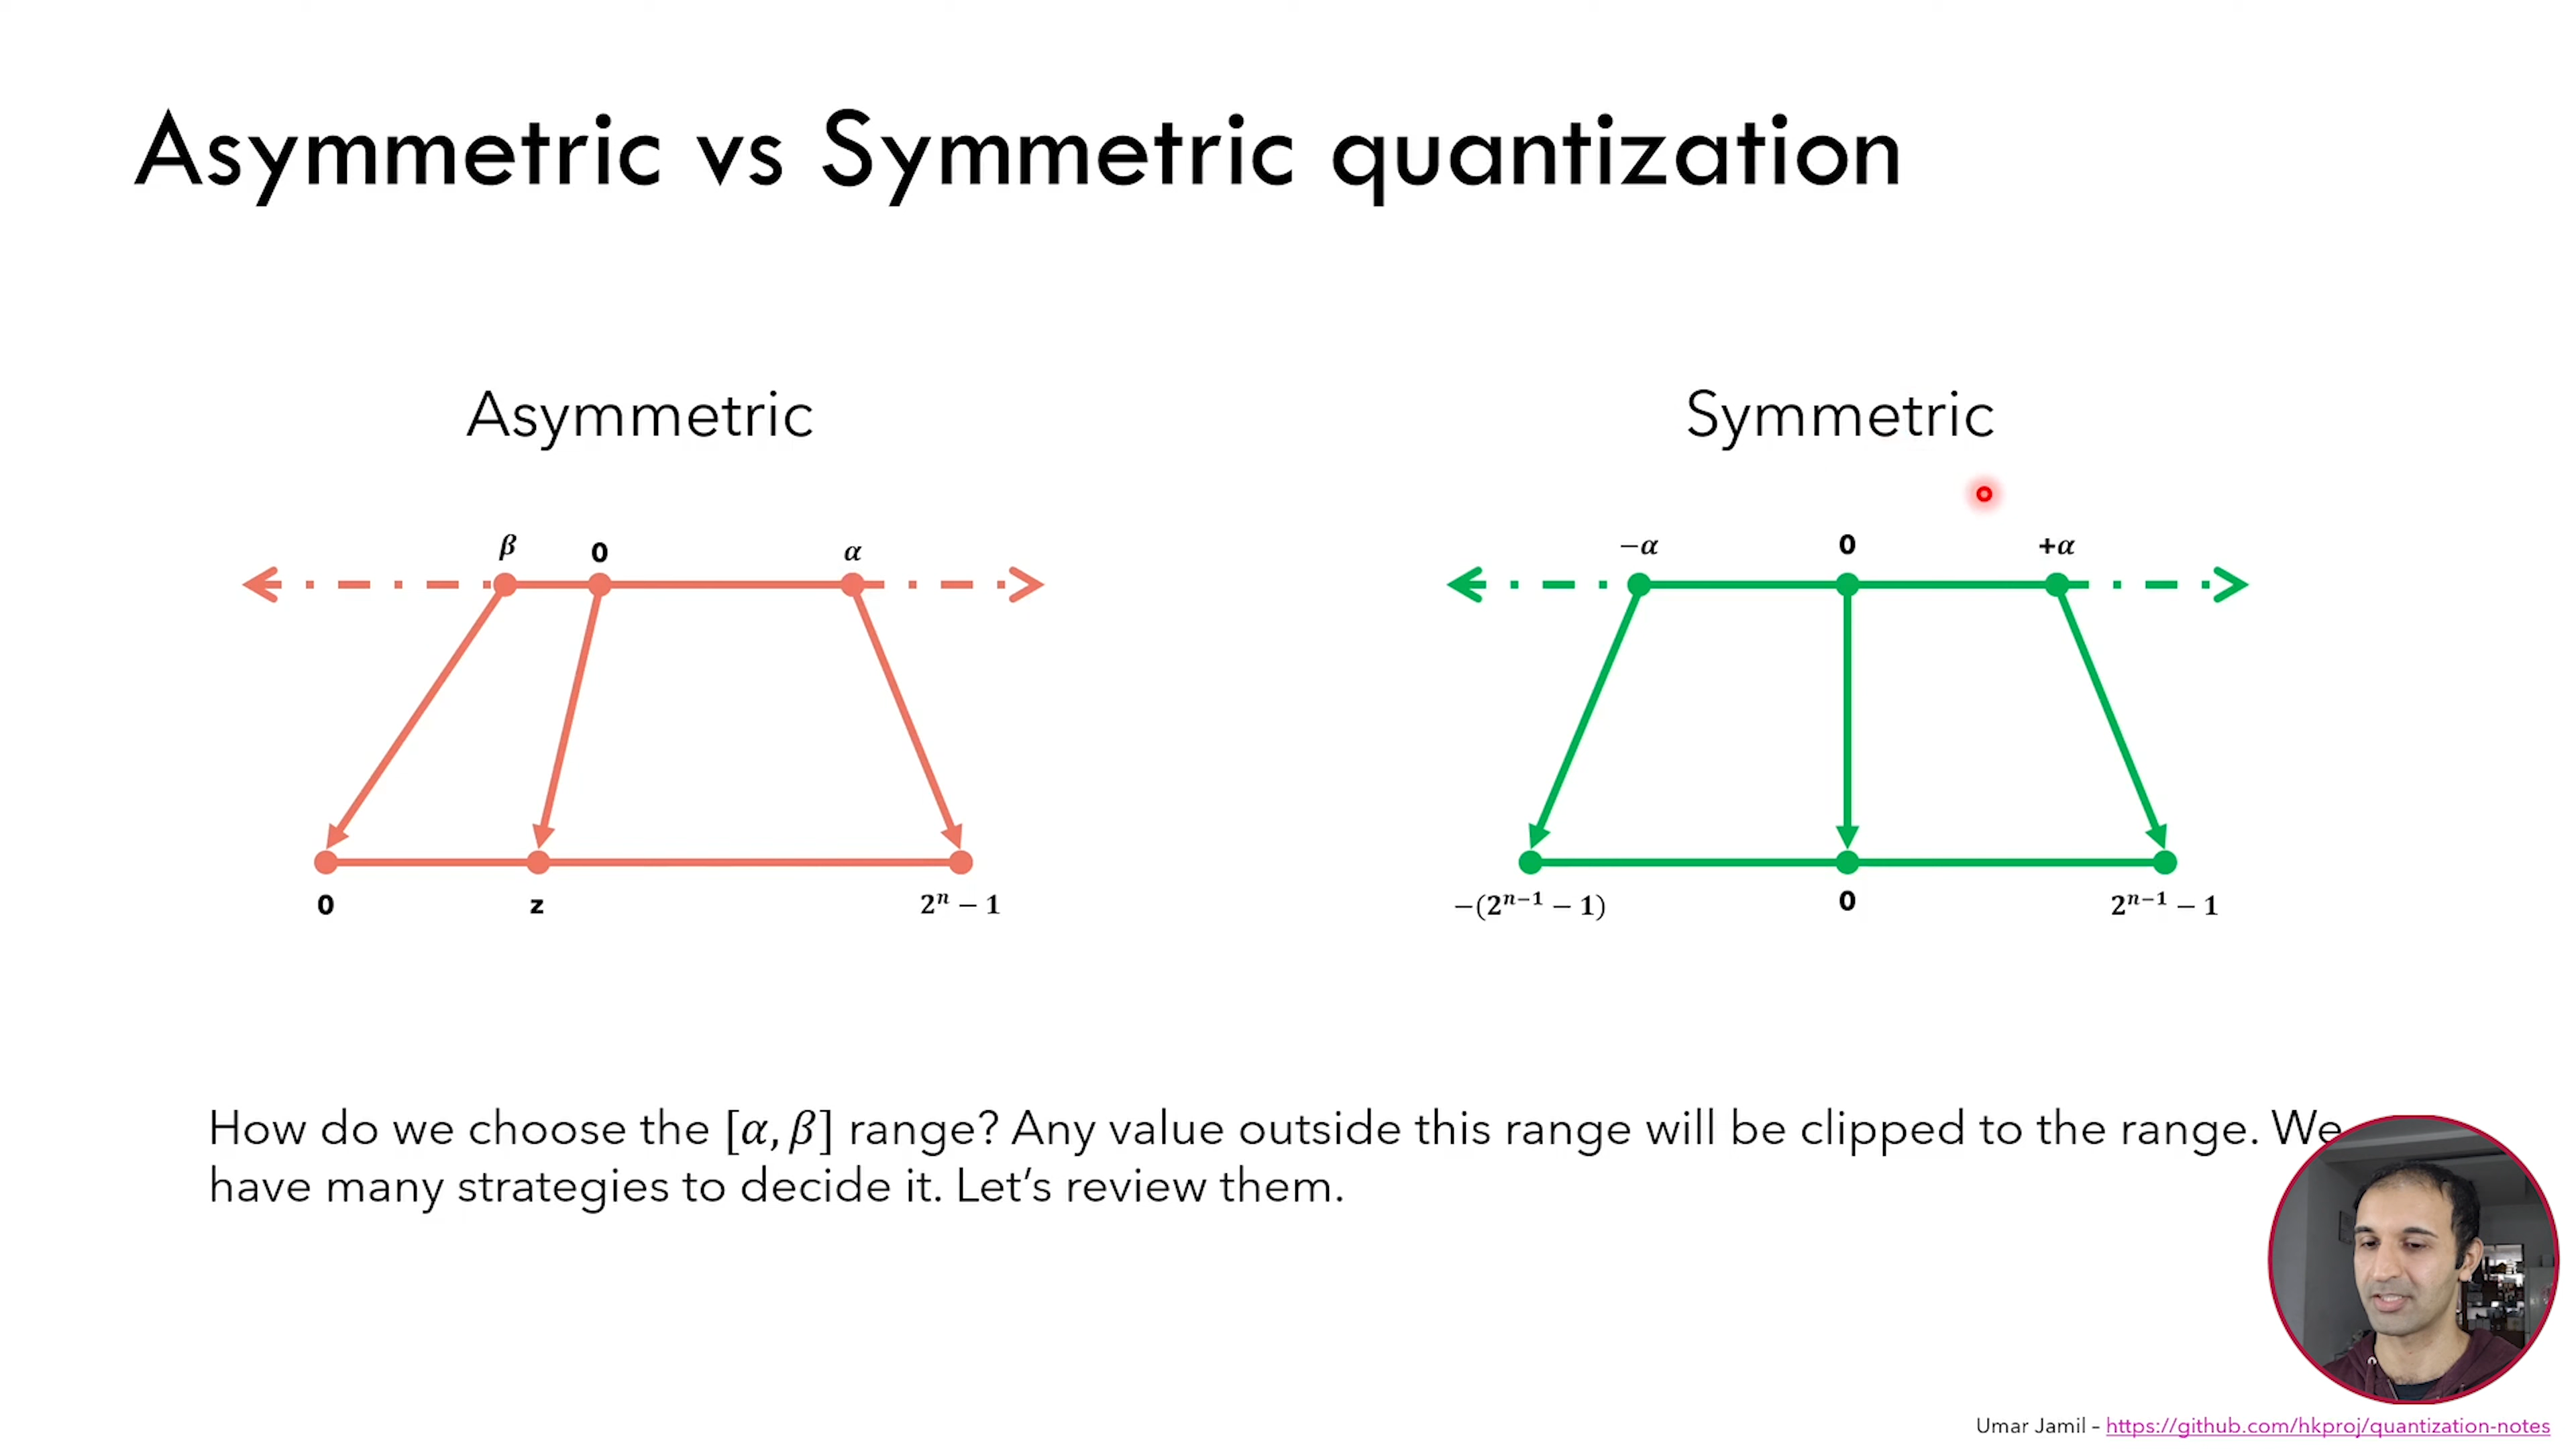 Asymmetric vs Symmetric quantization
Asymmetric
β 0 α
0 z 2ⁿ − 1
Symmetric
−α 0 +α
−(2ⁿ⁻¹ − 1) 0 2ⁿ⁻¹ − 1
How do we choose the [α, β] range? Any value outside this range will be clipped to the range. We
have many strategies to decide it. Let’s review them.
Umar Jamil – https://github.com/hkproj/quantization-notes